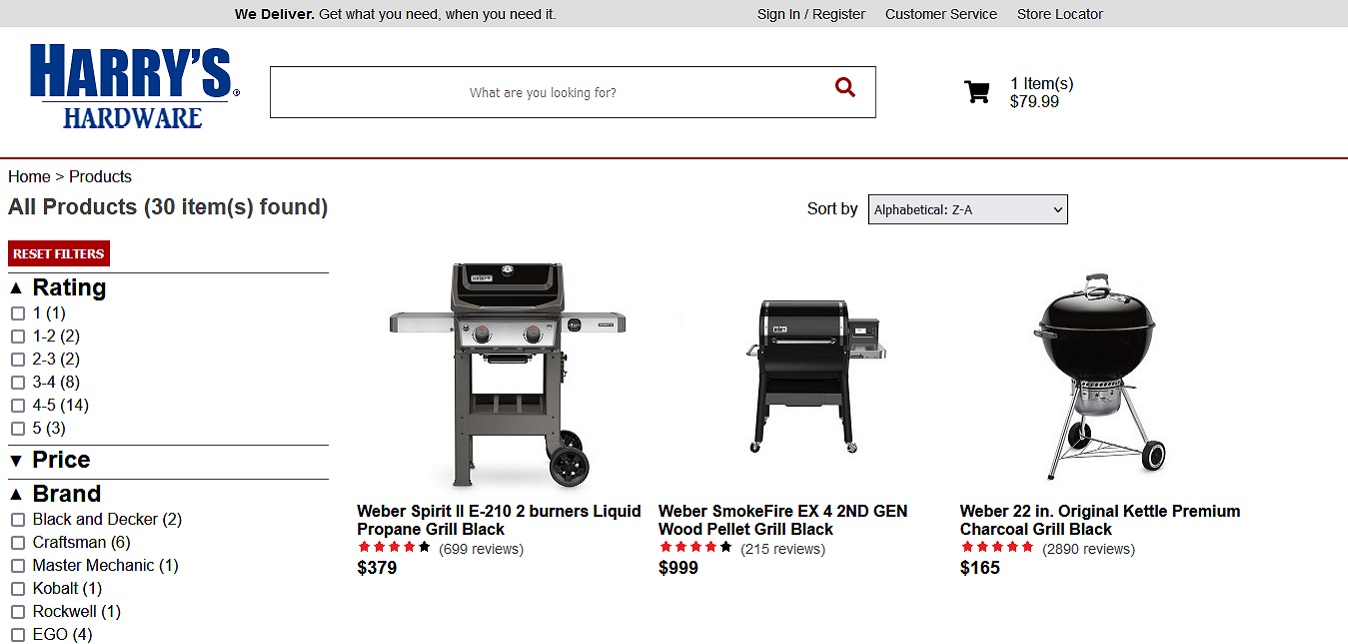 We Deliver. Get what you need, when you need it.
Sign In / Register
Customer Service
Store Locator
HARRY'S®
HARDWARE
What are you looking for?
1 Item(s)
$79.99
Home > Products
All Products (30 item(s) found)
Sort by
Alphabetical: Z-A
RESET FILTERS
▲ Rating
1 (1)
1-2 (2)
2-3 (2)
3-4 (8)
4-5 (14)
5 (3)
▼ Price
▲ Brand
Black and Decker (2)
Craftsman (6)
Master Mechanic (1)
Kobalt (1)
Rockwell (1)
EGO (4)
Weber Spirit II E-210 2 burners Liquid
Propane Grill Black
(699 reviews)
$379
Weber SmokeFire EX 4 2ND GEN
Wood Pellet Grill Black
(215 reviews)
$999
Weber 22 in. Original Kettle Premium
Charcoal Grill Black
(2890 reviews)
$165